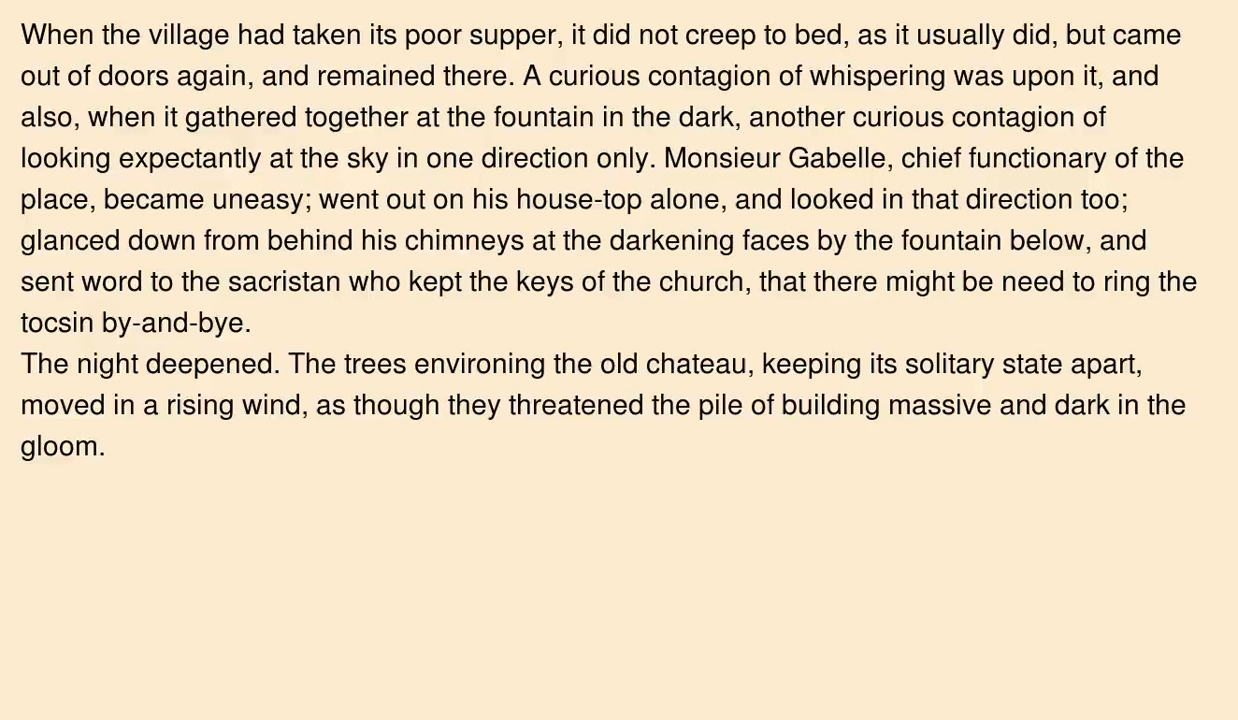 When the village had taken its poor supper, it did not creep to bed, as it usually did, but came
out of doors again, and remained there. A curious contagion of whispering was upon it, and
also, when it gathered together at the fountain in the dark, another curious contagion of
looking expectantly at the sky in one direction only. Monsieur Gabelle, chief functionary of the
place, became uneasy; went out on his house-top alone, and looked in that direction too;
glanced down from behind his chimneys at the darkening faces by the fountain below, and
sent word to the sacristan who kept the keys of the church, that there might be need to ring the
tocsin by-and-bye.
The night deepened. The trees environing the old chateau, keeping its solitary state apart,
moved in a rising wind, as though they threatened the pile of building massive and dark in the
gloom.